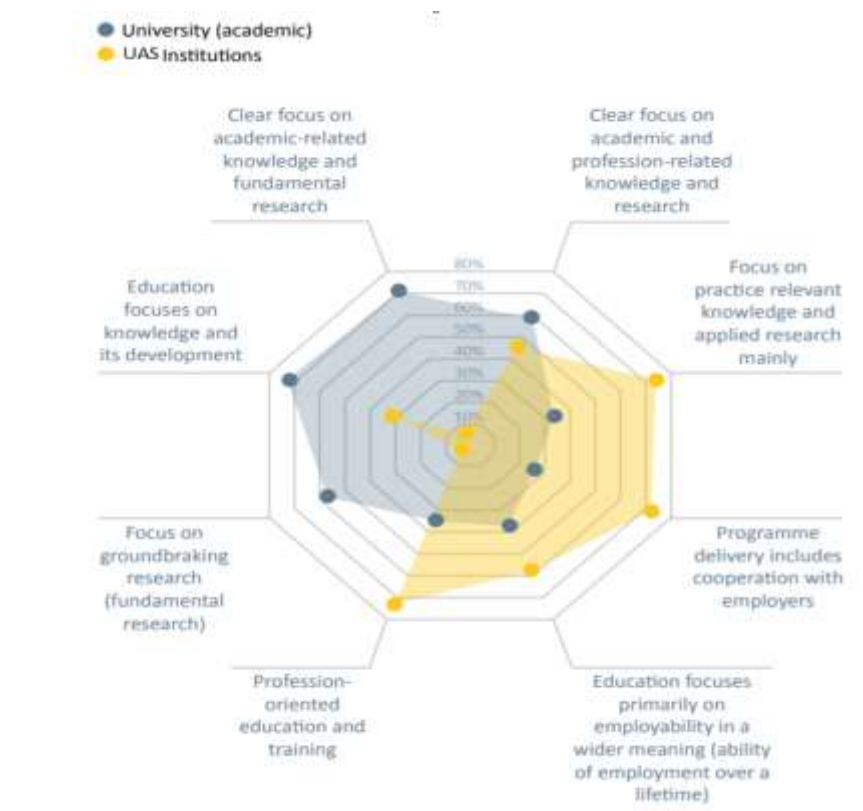 University (academic)
UAS Institutions
Clear focus on
academic-related
knowledge and
fundamental
research
Clear focus on
academic and
profession-related
knowledge and
research
Education
focuses on
knowledge and
its development
Focus on
practice relevant
knowledge and
applied research
mainly
80%
70%
60%
50%
40%
30%
20%
10%
Focus on
groundbraking
research
(fundamental
research)
Programme
delivery includes
cooperation with
employers
Profession-
oriented
education and
training
Education focuses
primarily on
employability in a
wider meaning (ability
of employment over a
lifetime)